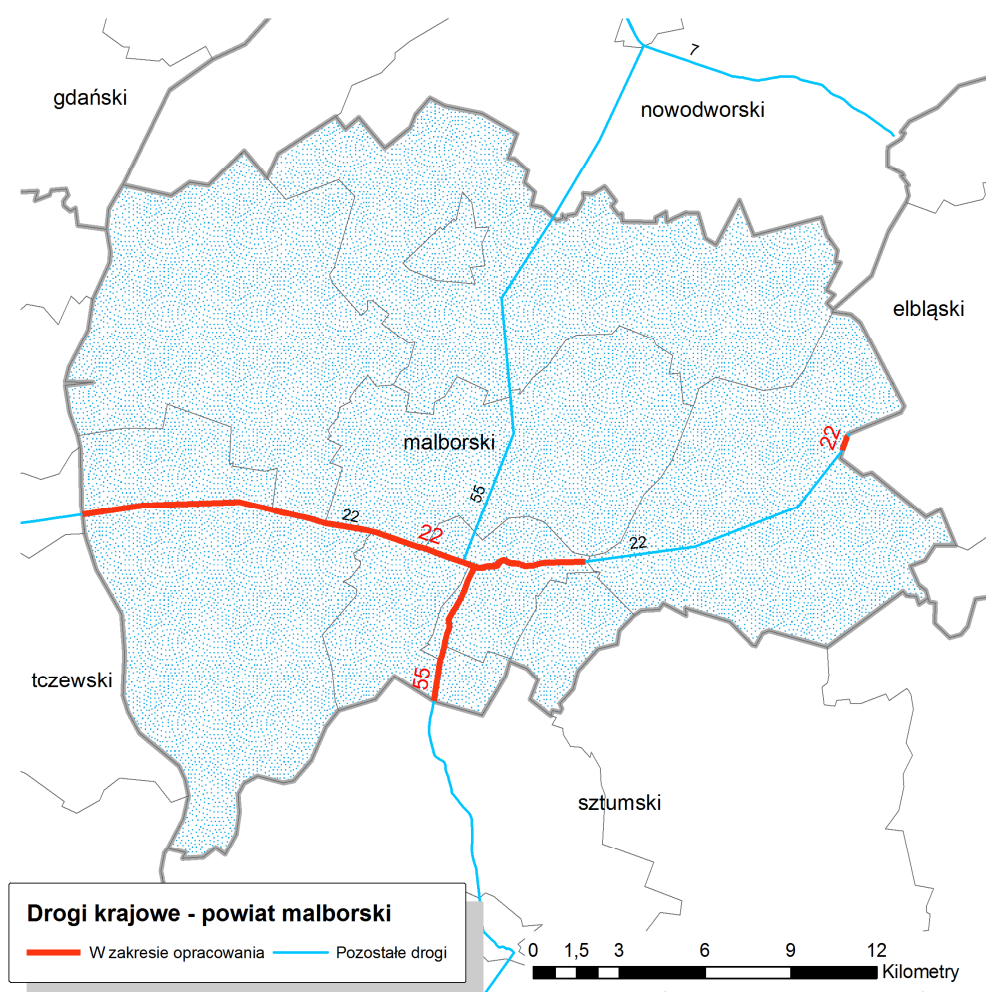 7
gdański
nowodworski
elbląski
malborski
22
55
22
22
22
55
tczewski
sztumski
Drogi krajowe - powiat malborski
W zakresie opracowania
Pozostałe drogi
0 1,5 3 6 9 12
Kilometry